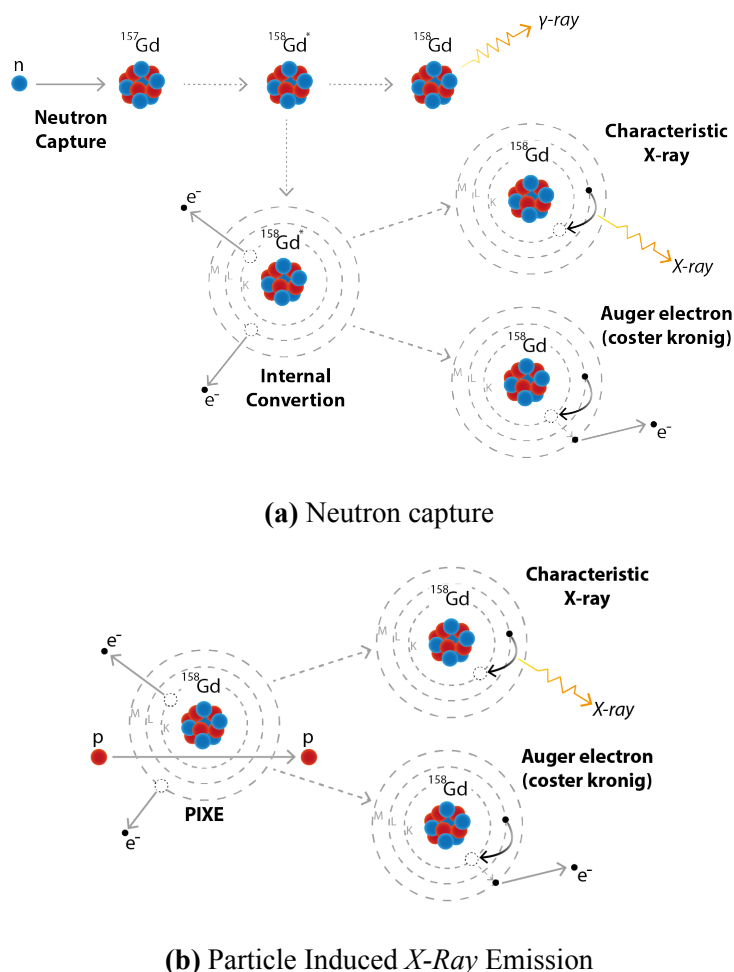 n
¹⁵⁷Gd
¹⁵⁸Gd*
¹⁵⁸Gd
γ-ray
Neutron
Capture
Characteristic
X-ray
¹⁵⁸Gd
M
L
K
X-ray
e⁻
¹⁵⁸Gd*
M
L
K
e⁻
Internal
Convertion
Auger electron
(coster kronig)
¹⁵⁸Gd
M
L
K
e⁻
(a) Neutron capture
Characteristic
X-ray
¹⁵⁸Gd
M
L
K
X-ray
e⁻
¹⁵⁸Gd
M
L
K
p
p
e⁻
PIXE
Auger electron
(coster kronig)
¹⁵⁸Gd
M
L
K
e⁻
(b) Particle Induced X-Ray Emission